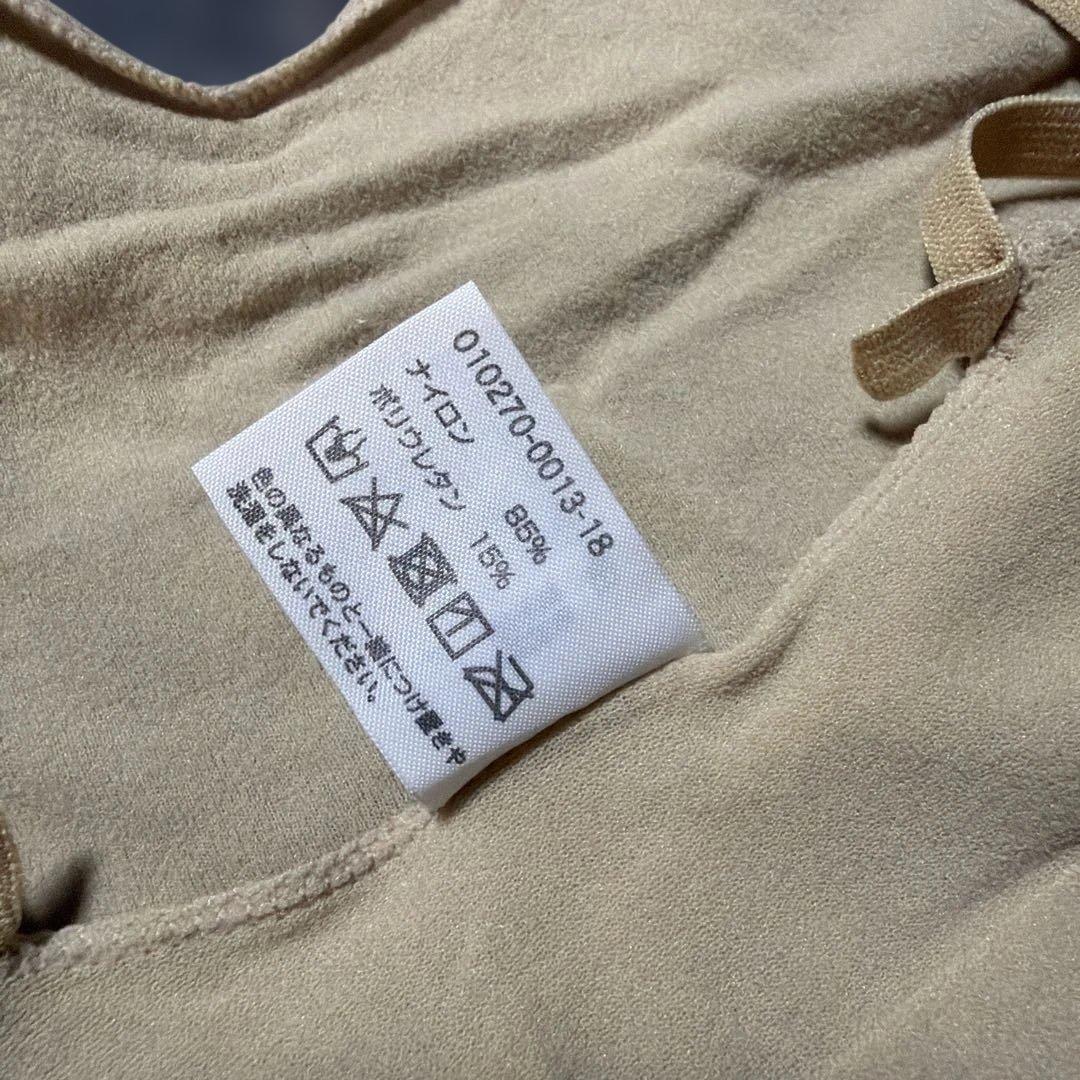 010270-0013-18
ナイロン 85%
ポリウレタン 15%
色の異なるものと一緒につけ置きや
洗濯をしないでください。